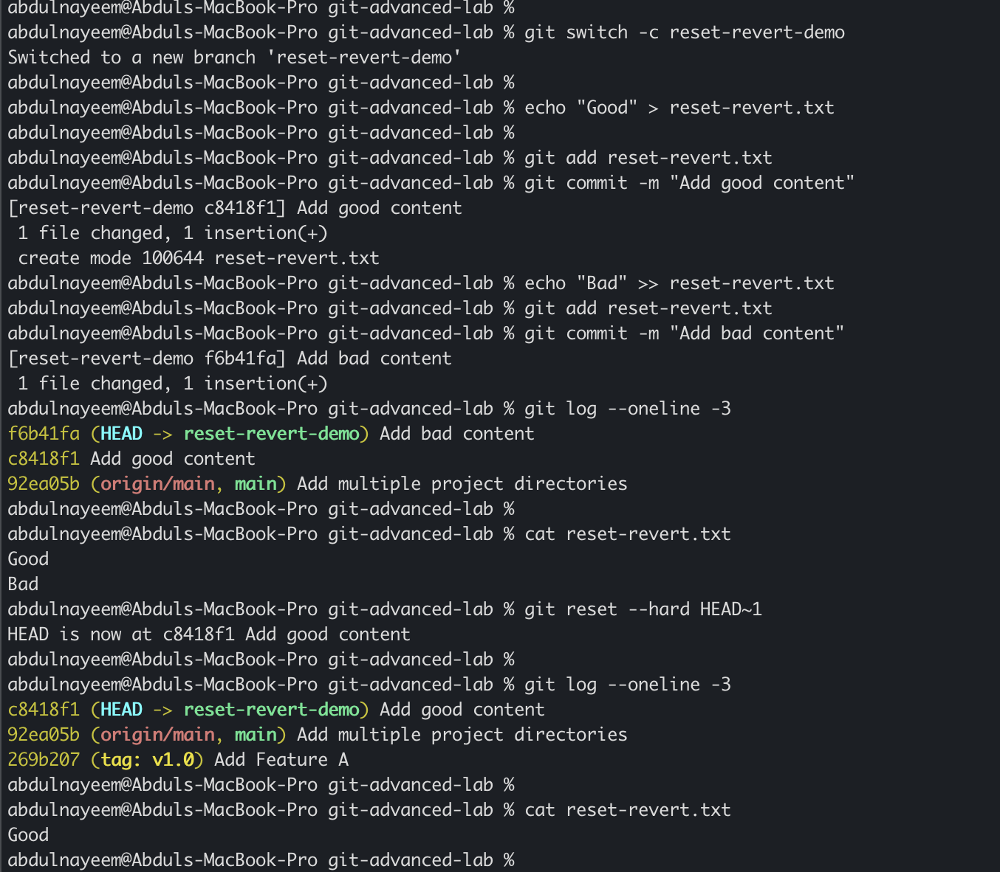 abdulnayeem@Abduls-MacBook-Pro git-advanced-lab %
abdulnayeem@Abduls-MacBook-Pro git-advanced-lab % git switch -c reset-revert-demo
Switched to a new branch 'reset-revert-demo'
abdulnayeem@Abduls-MacBook-Pro git-advanced-lab %
abdulnayeem@Abduls-MacBook-Pro git-advanced-lab % echo "Good" > reset-revert.txt
abdulnayeem@Abduls-MacBook-Pro git-advanced-lab %
abdulnayeem@Abduls-MacBook-Pro git-advanced-lab % git add reset-revert.txt
abdulnayeem@Abduls-MacBook-Pro git-advanced-lab % git commit -m "Add good content"
[reset-revert-demo c8418f1] Add good content
 1 file changed, 1 insertion(+)
 create mode 100644 reset-revert.txt
abdulnayeem@Abduls-MacBook-Pro git-advanced-lab % echo "Bad" >> reset-revert.txt
abdulnayeem@Abduls-MacBook-Pro git-advanced-lab % git add reset-revert.txt
abdulnayeem@Abduls-MacBook-Pro git-advanced-lab % git commit -m "Add bad content"
[reset-revert-demo f6b41fa] Add bad content
 1 file changed, 1 insertion(+)
abdulnayeem@Abduls-MacBook-Pro git-advanced-lab % git log --oneline -3
f6b41fa (HEAD -> reset-revert-demo) Add bad content
c8418f1 Add good content
92ea05b (origin/main, main) Add multiple project directories
abdulnayeem@Abduls-MacBook-Pro git-advanced-lab %
abdulnayeem@Abduls-MacBook-Pro git-advanced-lab % cat reset-revert.txt
Good
Bad
abdulnayeem@Abduls-MacBook-Pro git-advanced-lab % git reset --hard HEAD~1
HEAD is now at c8418f1 Add good content
abdulnayeem@Abduls-MacBook-Pro git-advanced-lab %
abdulnayeem@Abduls-MacBook-Pro git-advanced-lab % git log --oneline -3
c8418f1 (HEAD -> reset-revert-demo) Add good content
92ea05b (origin/main, main) Add multiple project directories
269b207 (tag: v1.0) Add Feature A
abdulnayeem@Abduls-MacBook-Pro git-advanced-lab %
abdulnayeem@Abduls-MacBook-Pro git-advanced-lab % cat reset-revert.txt
Good
abdulnayeem@Abduls-MacBook-Pro git-advanced-lab %